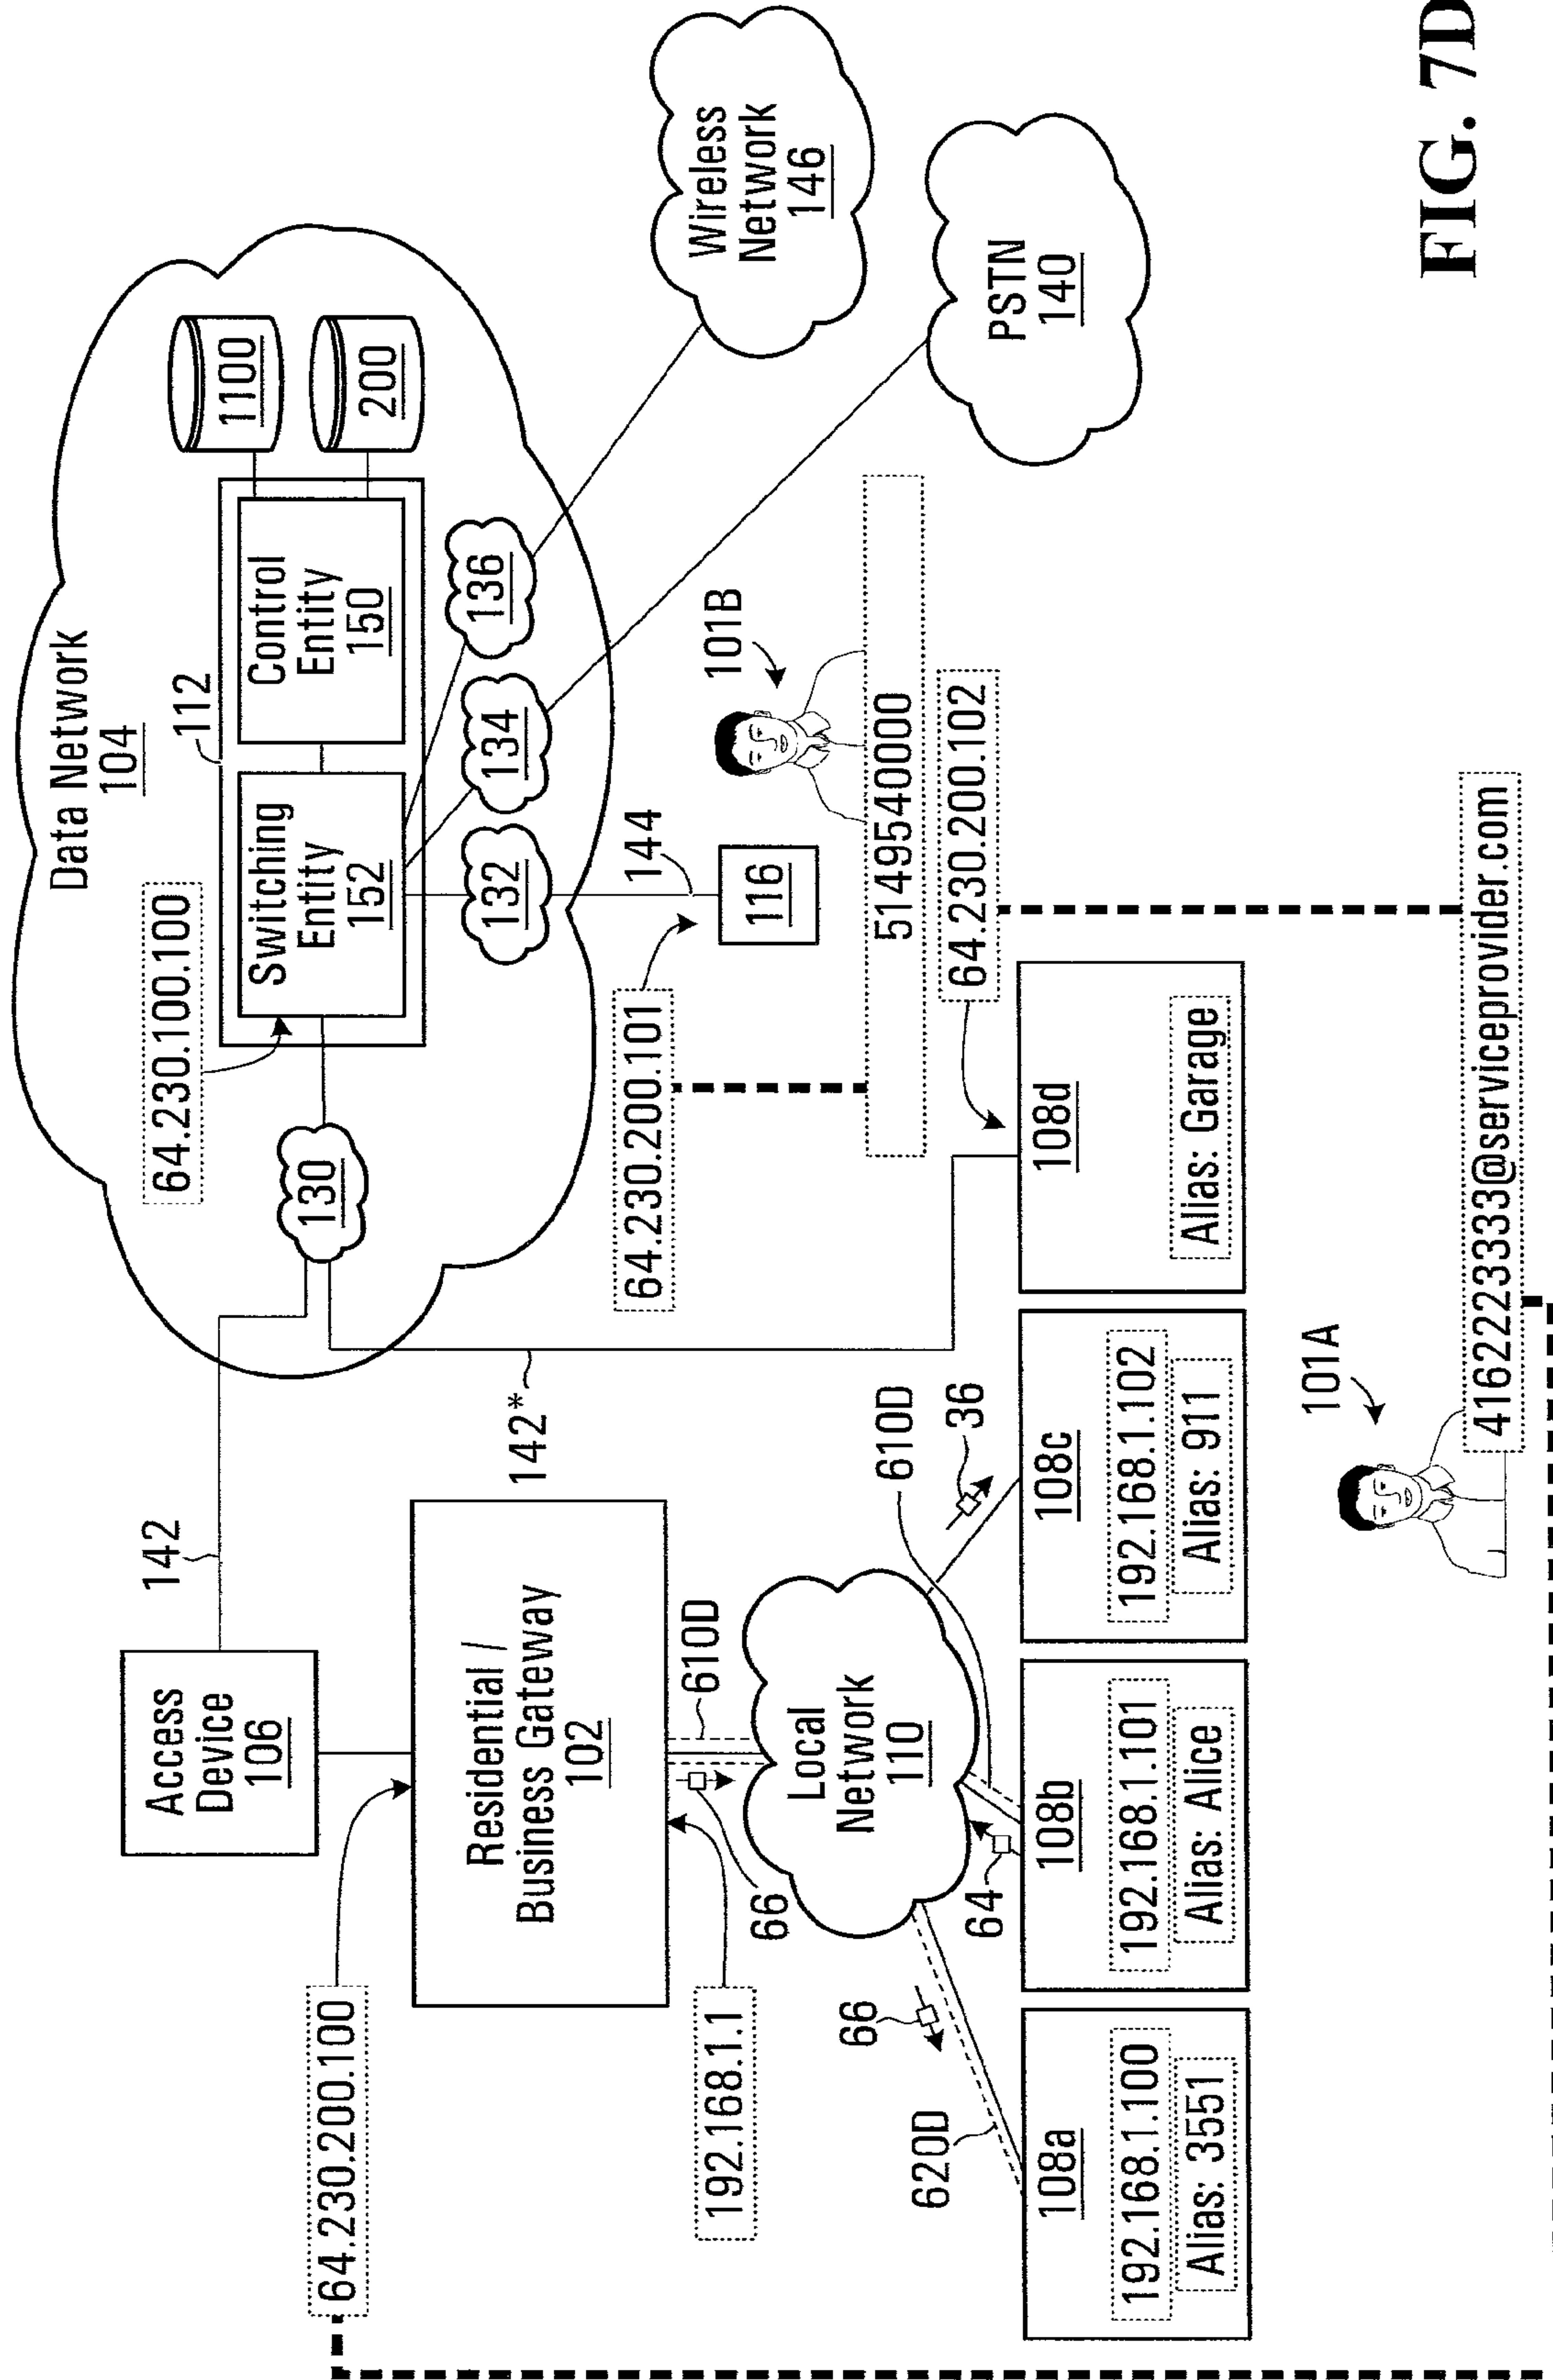 Data Network
104
112
64.230.100.100
Switching
Entity
152
Control
Entity
150
1100
200
130
132
134
136
Wireless
Network
146
PSTN
140
142
142*
144
116
64.230.200.101
101B
5149540000
64.230.200.102
Access
Device
106
64.230.200.100
Residential /
Business Gateway
102
192.168.1.1
610D
66
Local
Network
110
66
620D
64
610D
36
108a
192.168.1.100
Alias: 3551
108b
192.168.1.101
Alias: Alice
108c
192.168.1.102
Alias: 911
108d
Alias: Garage
101A
4162223333@serviceprovider.com
FIG. 7D